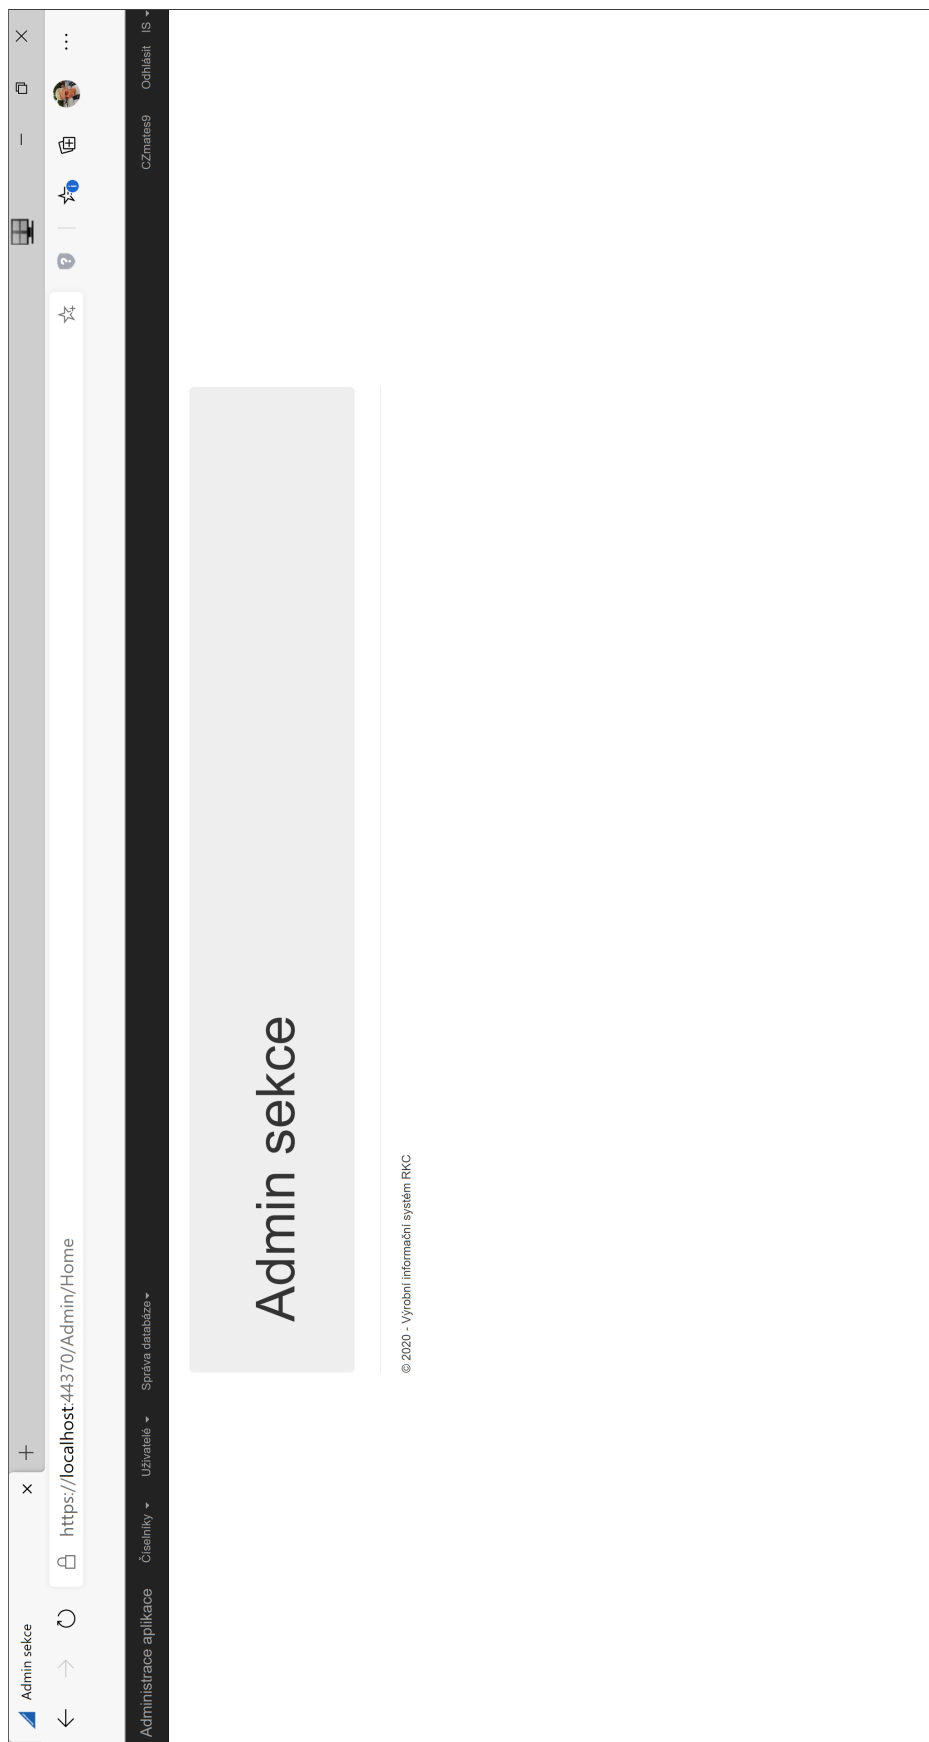 Admin sekce
https://localhost:44370/Admin/Home
Administrace aplikace Číselníky Uživatelé Správa databáze CZmates9 Odhlásit IS
Admin sekce
© 2020 - Výrobní informační systém RKC